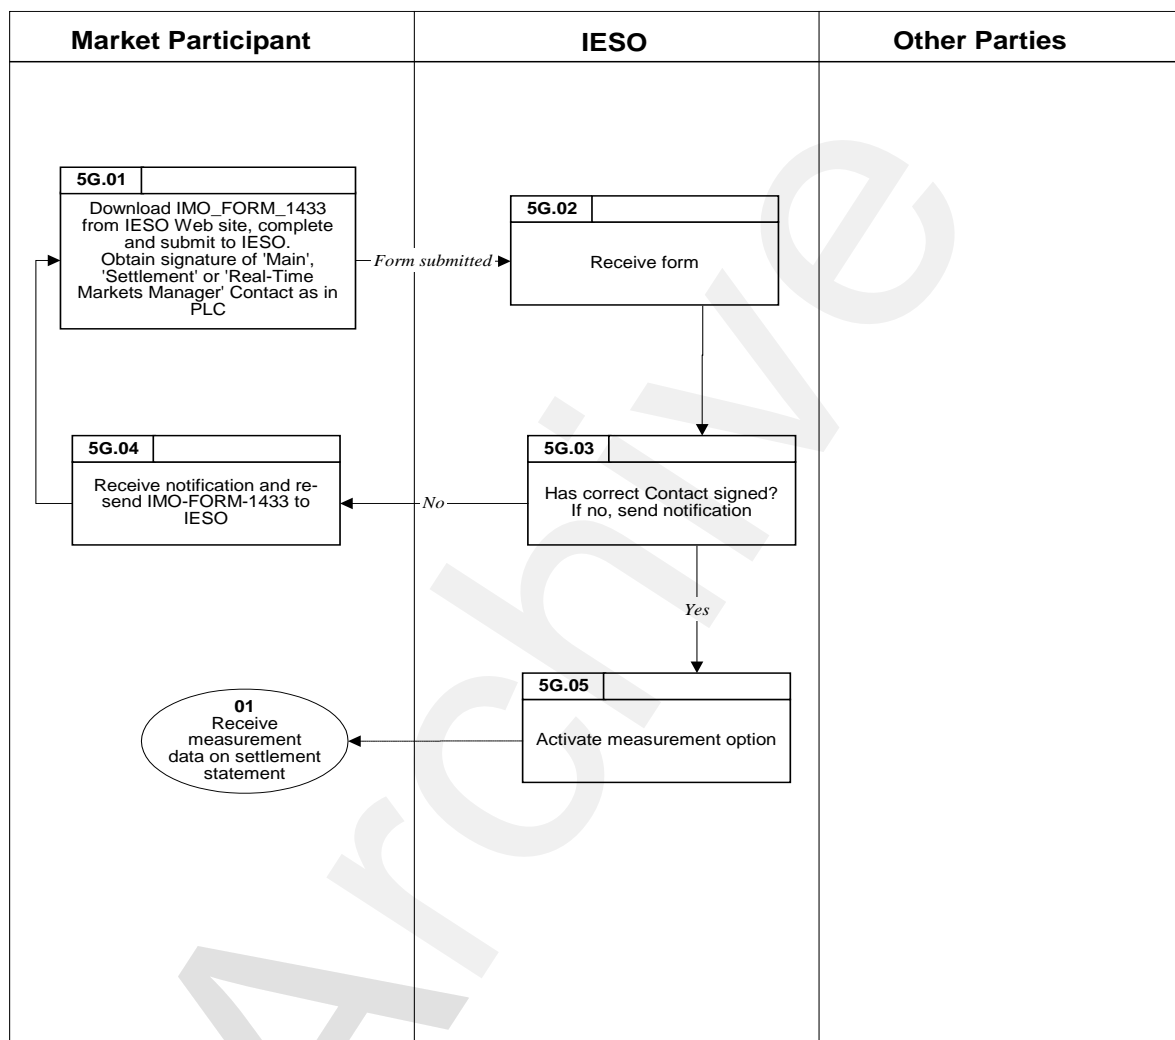 Market Participant
IESO
Other Parties
5G.01
Download IMO_FORM_1433
from IESO Web site, complete
and submit to IESO.
Obtain signature of 'Main',
'Settlement' or 'Real-Time
Markets Manager' Contact as in
PLC
Form submitted
5G.02
Receive form
5G.03
Has correct Contact signed?
If no, send notification
No
5G.04
Receive notification and re-
send IMO-FORM-1433 to
IESO
Yes
5G.05
Activate measurement option
01
Receive
measurement
data on settlement
statement
Archive